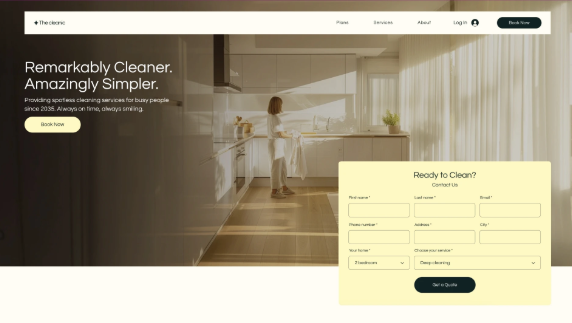 The cleanic
Plans
Services
About
Log In
Book Now
Remarkably Cleaner.
Amazingly Simpler.
Providing spotless cleaning services for busy people
since 2035. Always on time, always smiling.
Book Now
Ready to Clean?
Contact Us
First name *
Last name *
Email *
Phone number *
Address *
City *
Your home *
Choose your service *
2 bedroom
Deep cleaning
Get a Quote